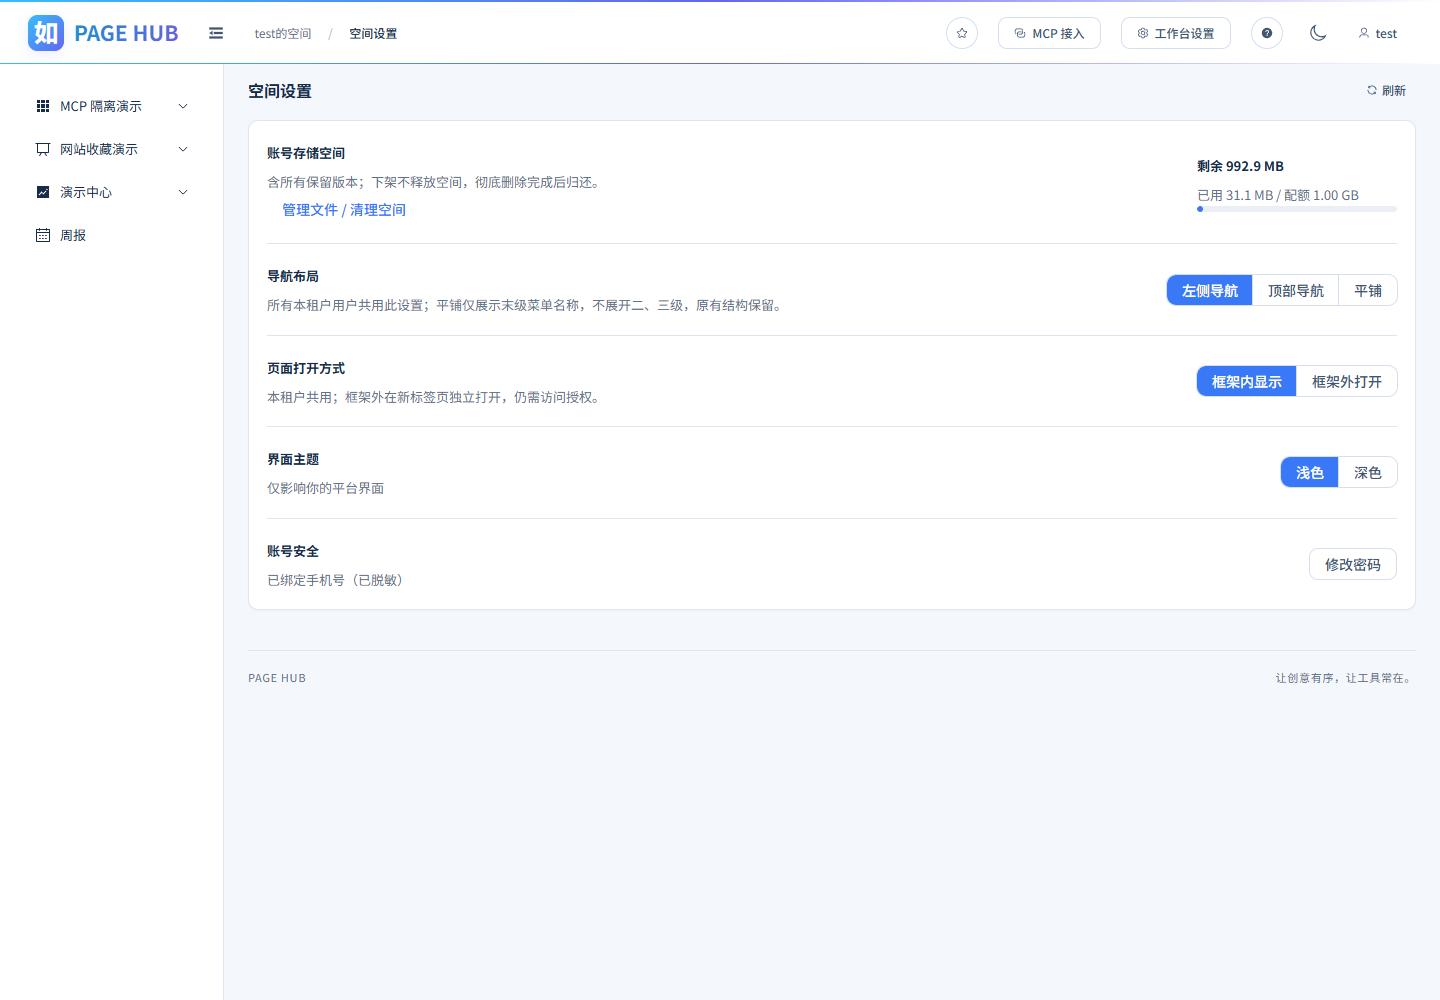 如 PAGE HUB
test的空间 / 空间设置
MCP 接入
工作台设置
test
MCP 隔离演示
网站收藏演示
演示中心
周报
空间设置
刷新
账号存储空间
含所有保留版本；下架不释放空间，彻底删除完成后归还。
管理文件 / 清理空间
剩余 992.9 MB
已用 31.1 MB / 配额 1.00 GB
导航布局
所有本租户用户共用此设置；平铺仅展示末级菜单名称，不展开二、三级，原有结构保留。
左侧导航 顶部导航 平铺
页面打开方式
本租户共用；框架外在新标签页独立打开，仍需访问授权。
框架内显示 框架外打开
界面主题
仅影响你的平台界面
浅色 深色
账号安全
已绑定手机号（已脱敏）
修改密码
PAGE HUB
让创意有序，让工具常在。